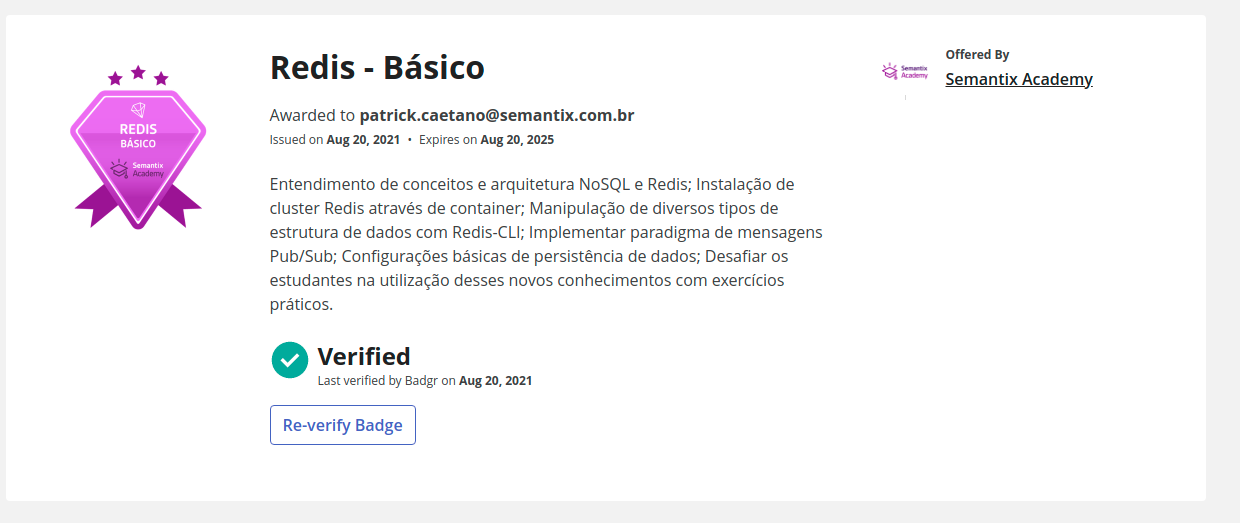 REDIS
BÁSICO
Semantix
Academy
Redis - Básico
Awarded to patrick.caetano@semantix.com.br
Issued on Aug 20, 2021 • Expires on Aug 20, 2025
Entendimento de conceitos e arquitetura NoSQL e Redis; Instalação de
cluster Redis através de container; Manipulação de diversos tipos de
estrutura de dados com Redis-CLI; Implementar paradigma de mensagens
Pub/Sub; Configurações básicas de persistência de dados; Desafiar os
estudantes na utilização desses novos conhecimentos com exercícios
práticos.
Verified
Last verified by Badgr on Aug 20, 2021
Re-verify Badge
Semantix
Academy
Offered By
Semantix Academy